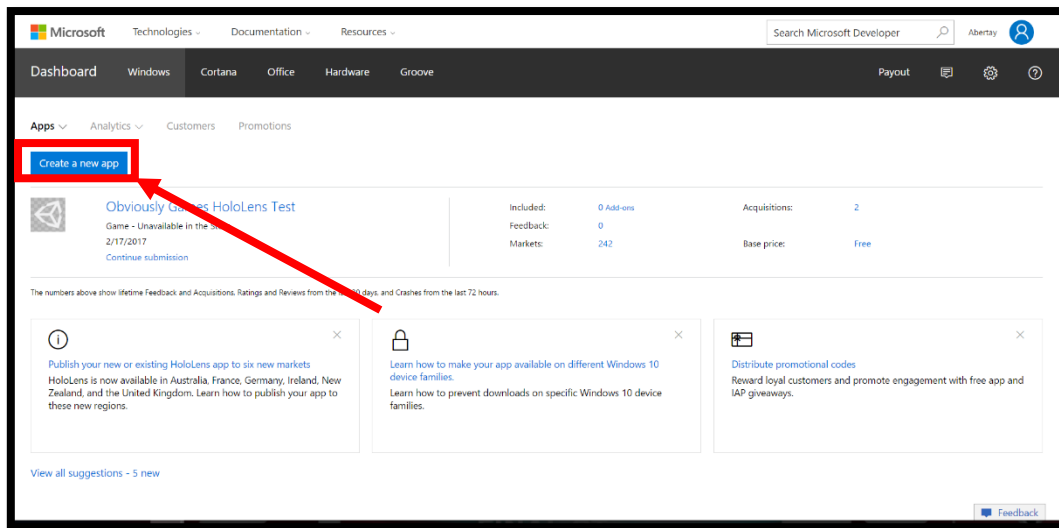 Microsoft Technologies Documentation Resources Search Microsoft Developer Abertay
Dashboard Windows Cortana Office Hardware Groove Payout
Apps Analytics Customers Promotions
Create a new app
Obviously Games HoloLens Test Included: 0 Add-ons Acquisitions: 2
Game - Unavailable in the Feedback: 0
2/17/2017 Markets: 242 Base price: Free
Continue submission
The numbers above show lifetime Feedback and Acquisitions, Ratings and Reviews from the 30 days, and Crashes from the last 72 hours.
Publish your new or existing HoloLens app to six new markets
HoloLens is now available in Australia, France, Germany, Ireland, New
Zealand, and the United Kingdom. Learn how to publish your app to
these new regions.
Learn how to make your app available on different Windows 10
device families.
Learn how to prevent downloads on specific Windows 10 device
families.
Distribute promotional codes
Reward loyal customers and promote engagement with free app and
IAP giveaways.
View all suggestions - 5 new
Feedback